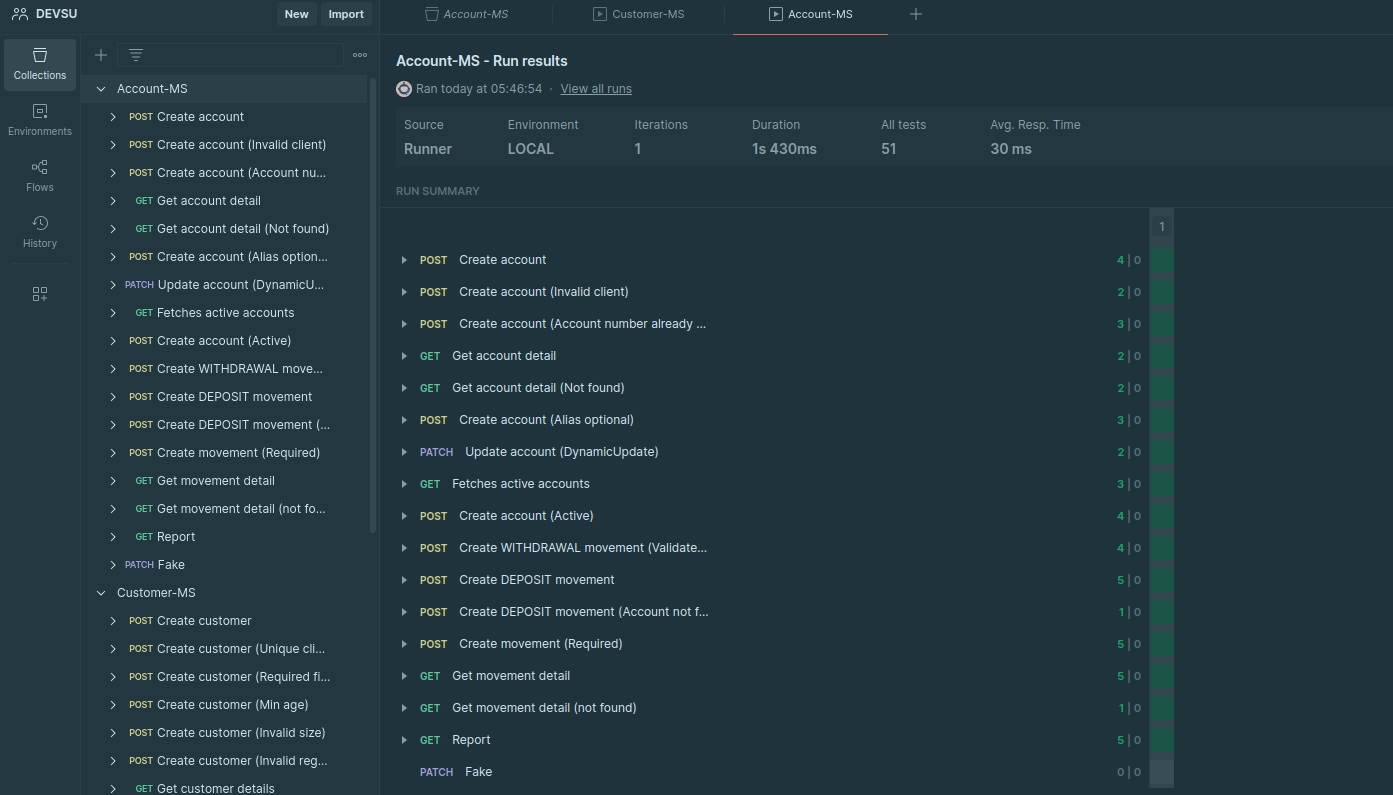 DEVSU
New
Import
Account-MS
Customer-MS
Account-MS
Collections
Environments
Flows
History
Account-MS
POST Create account
POST Create account (Invalid client)
POST Create account (Account nu...
GET Get account detail
GET Get account detail (Not found)
POST Create account (Alias option...
PATCH Update account (DynamicU...
GET Fetches active accounts
POST Create account (Active)
POST Create WITHDRAWAL move...
POST Create DEPOSIT movement
POST Create DEPOSIT movement (...
POST Create movement (Required)
GET Get movement detail
GET Get movement detail (not fo...
GET Report
PATCH Fake
Customer-MS
POST Create customer
POST Create customer (Unique cli...
POST Create customer (Required fi...
POST Create customer (Min age)
POST Create customer (Invalid size)
POST Create customer (Invalid reg...
GET Get customer details
Account-MS - Run results
Ran today at 05:46:54 · View all runs
Source Environment Iterations Duration All tests Avg. Resp. Time
Runner LOCAL 1 1s 430ms 51 30 ms
RUN SUMMARY
1
POST Create account 4 | 0
POST Create account (Invalid client) 2 | 0
POST Create account (Account number already ... 3 | 0
GET Get account detail 2 | 0
GET Get account detail (Not found) 2 | 0
POST Create account (Alias optional) 3 | 0
PATCH Update account (DynamicUpdate) 2 | 0
GET Fetches active accounts 3 | 0
POST Create account (Active) 4 | 0
POST Create WITHDRAWAL movement (Validate... 4 | 0
POST Create DEPOSIT movement 5 | 0
POST Create DEPOSIT movement (Account not f... 1 | 0
POST Create movement (Required) 5 | 0
GET Get movement detail 5 | 0
GET Get movement detail (not found) 1 | 0
GET Report 5 | 0
PATCH Fake 0 | 0